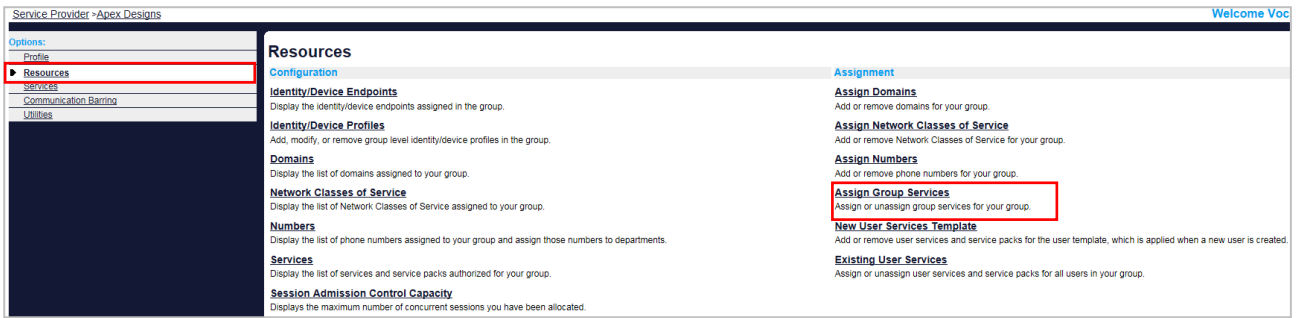 Service Provider >Apex Designs
Welcome Voc
Options:
Profile
Resources
Services
Communication Barring
Utilities
Resources
Configuration
Identity/Device Endpoints
Display the identity/device endpoints assigned in the group.
Identity/Device Profiles
Add, modify, or remove group level identity/device profiles in the group.
Domains
Display the list of domains assigned to your group.
Network Classes of Service
Display the list of Network Classes of Service assigned to your group.
Numbers
Display the list of phone numbers assigned to your group and assign those numbers to departments.
Services
Display the list of services and service packs authorized for your group.
Session Admission Control Capacity
Displays the maximum number of concurrent sessions you have been allocated.
Assignment
Assign Domains
Add or remove domains for your group.
Assign Network Classes of Service
Add or remove Network Classes of Service for your group.
Assign Numbers
Add or remove phone numbers for your group.
Assign Group Services
Assign or unassign group services for your group.
New User Services Template
Add or remove user services and service packs for the user template, which is applied when a new user is created.
Existing User Services
Assign or unassign user services and service packs for all users in your group.